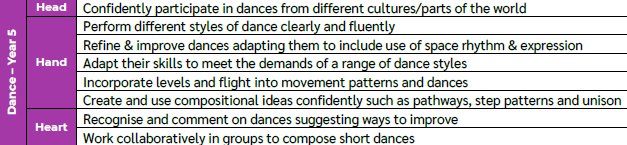 Dance – Year 5
Head
Confidently participate in dances from different cultures/parts of the world
Hand
Perform different styles of dance clearly and fluently
Refine & improve dances adapting them to include use of space rhythm & expression
Adapt their skills to meet the demands of a range of dance styles
Incorporate levels and flight into movement patterns and dances
Create and use compositional ideas confidently such as pathways, step patterns and unison
Heart
Recognise and comment on dances suggesting ways to improve
Work collaboratively in groups to compose short dances